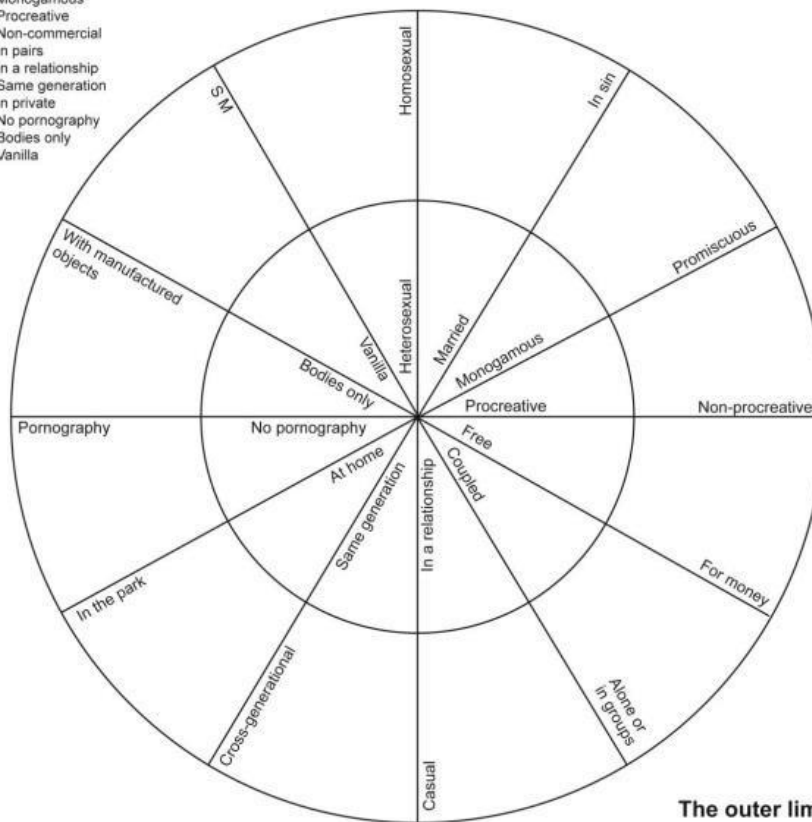 Monogamous
Procreative
Non-commercial
In pairs
In a relationship
Same generation
In private
No pornography
Bodies only
Vanilla
S M
Homosexual
In sin
With manufactured
objects
Promiscuous
Vanilla
Heterosexual
Married
Bodies only
Monogamous
Procreative
Non-procreative
Pornography
No pornography
Free
At home
Same generation
In a relationship
Coupled
In the park
For money
Cross-generational
Casual
Alone or
in groups
The outer lim